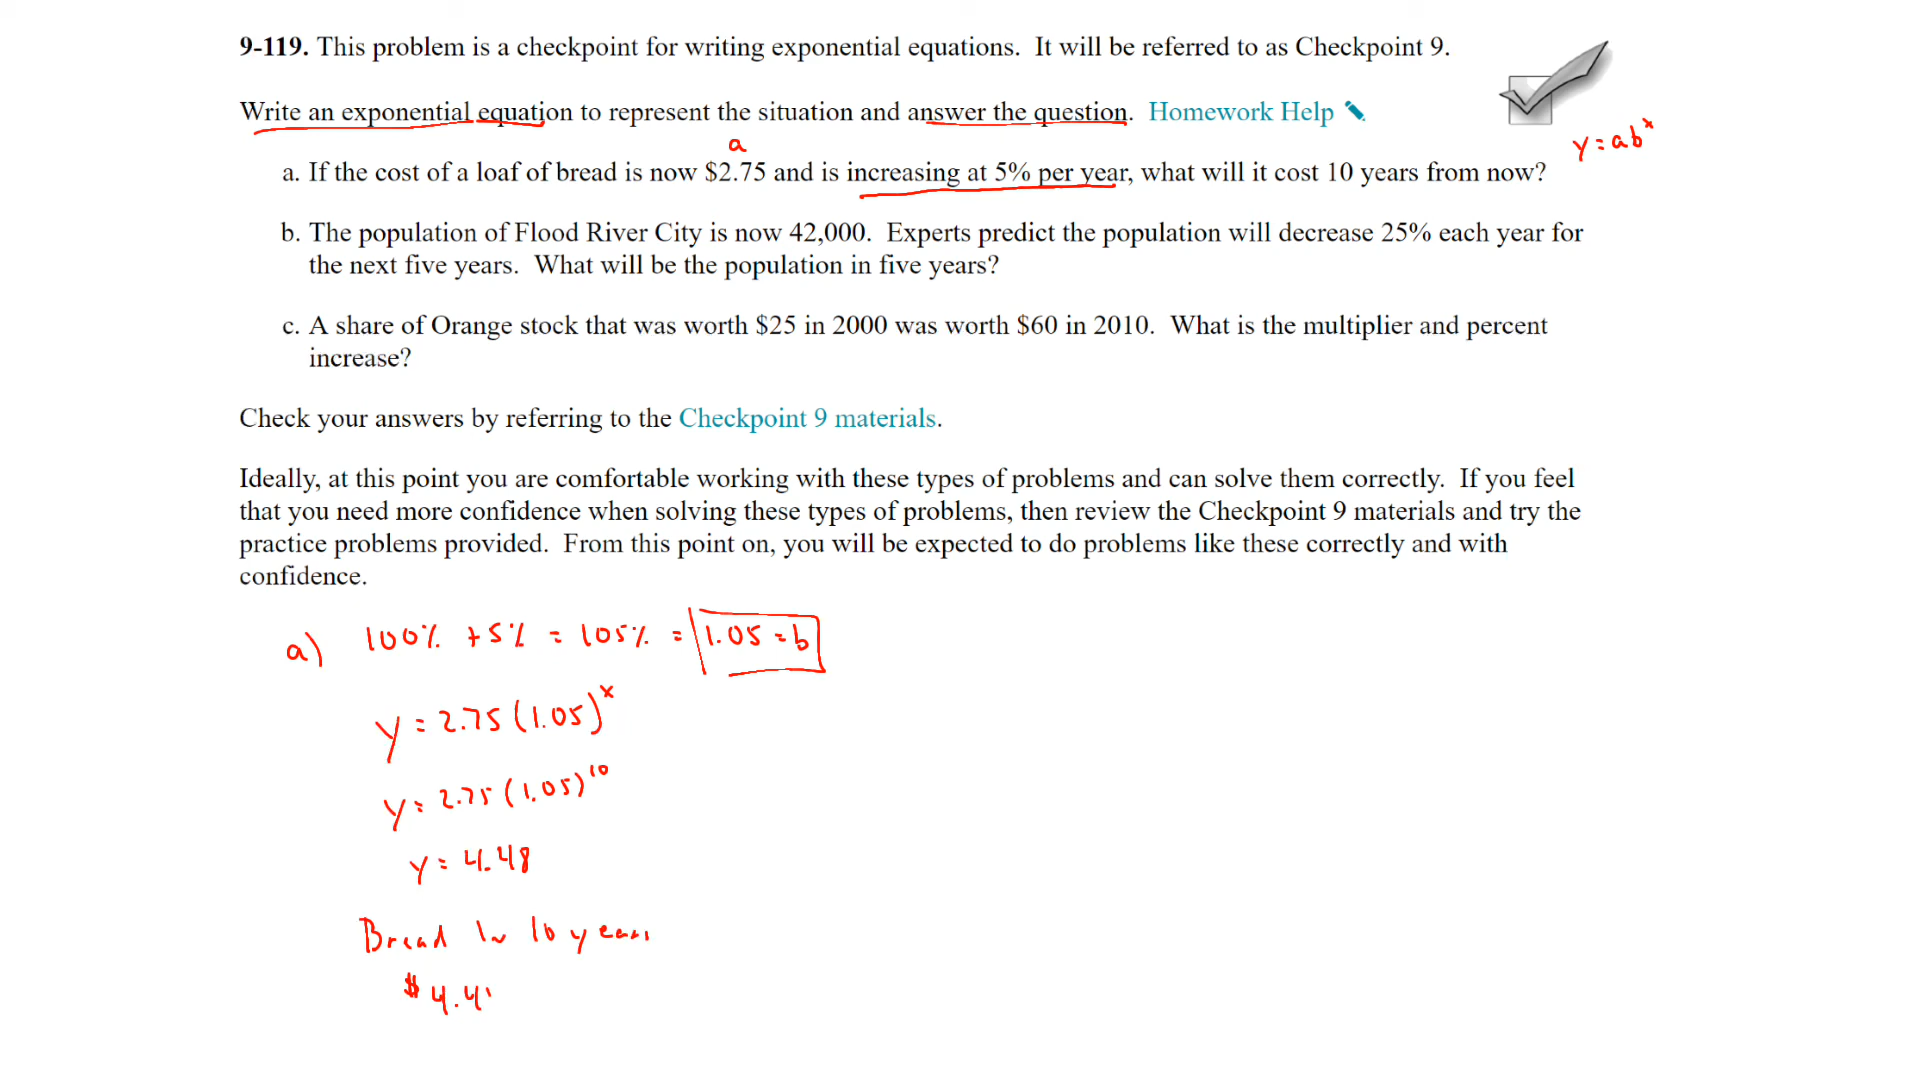 9-119. This problem is a checkpoint for writing exponential equations. It will be referred to as Checkpoint 9.
Write an exponential equation to represent the situation and answer the question. Homework Help
y = ab^x
a
a. If the cost of a loaf of bread is now $2.75 and is increasing at 5% per year, what will it cost 10 years from now?
b. The population of Flood River City is now 42,000. Experts predict the population will decrease 25% each year for
the next five years. What will be the population in five years?
c. A share of Orange stock that was worth $25 in 2000 was worth $60 in 2010. What is the multiplier and percent
increase?
Check your answers by referring to the Checkpoint 9 materials.
Ideally, at this point you are comfortable working with these types of problems and can solve them correctly. If you feel
that you need more confidence when solving these types of problems, then review the Checkpoint 9 materials and try the
practice problems provided. From this point on, you will be expected to do problems like these correctly and with
confidence.
a) 100% + 5% = 105% = 1.05 = b
y = 2.75 (1.05)^x
y = 2.75 (1.05)^10
y = 4.48
Bread in 10 years
$4.4